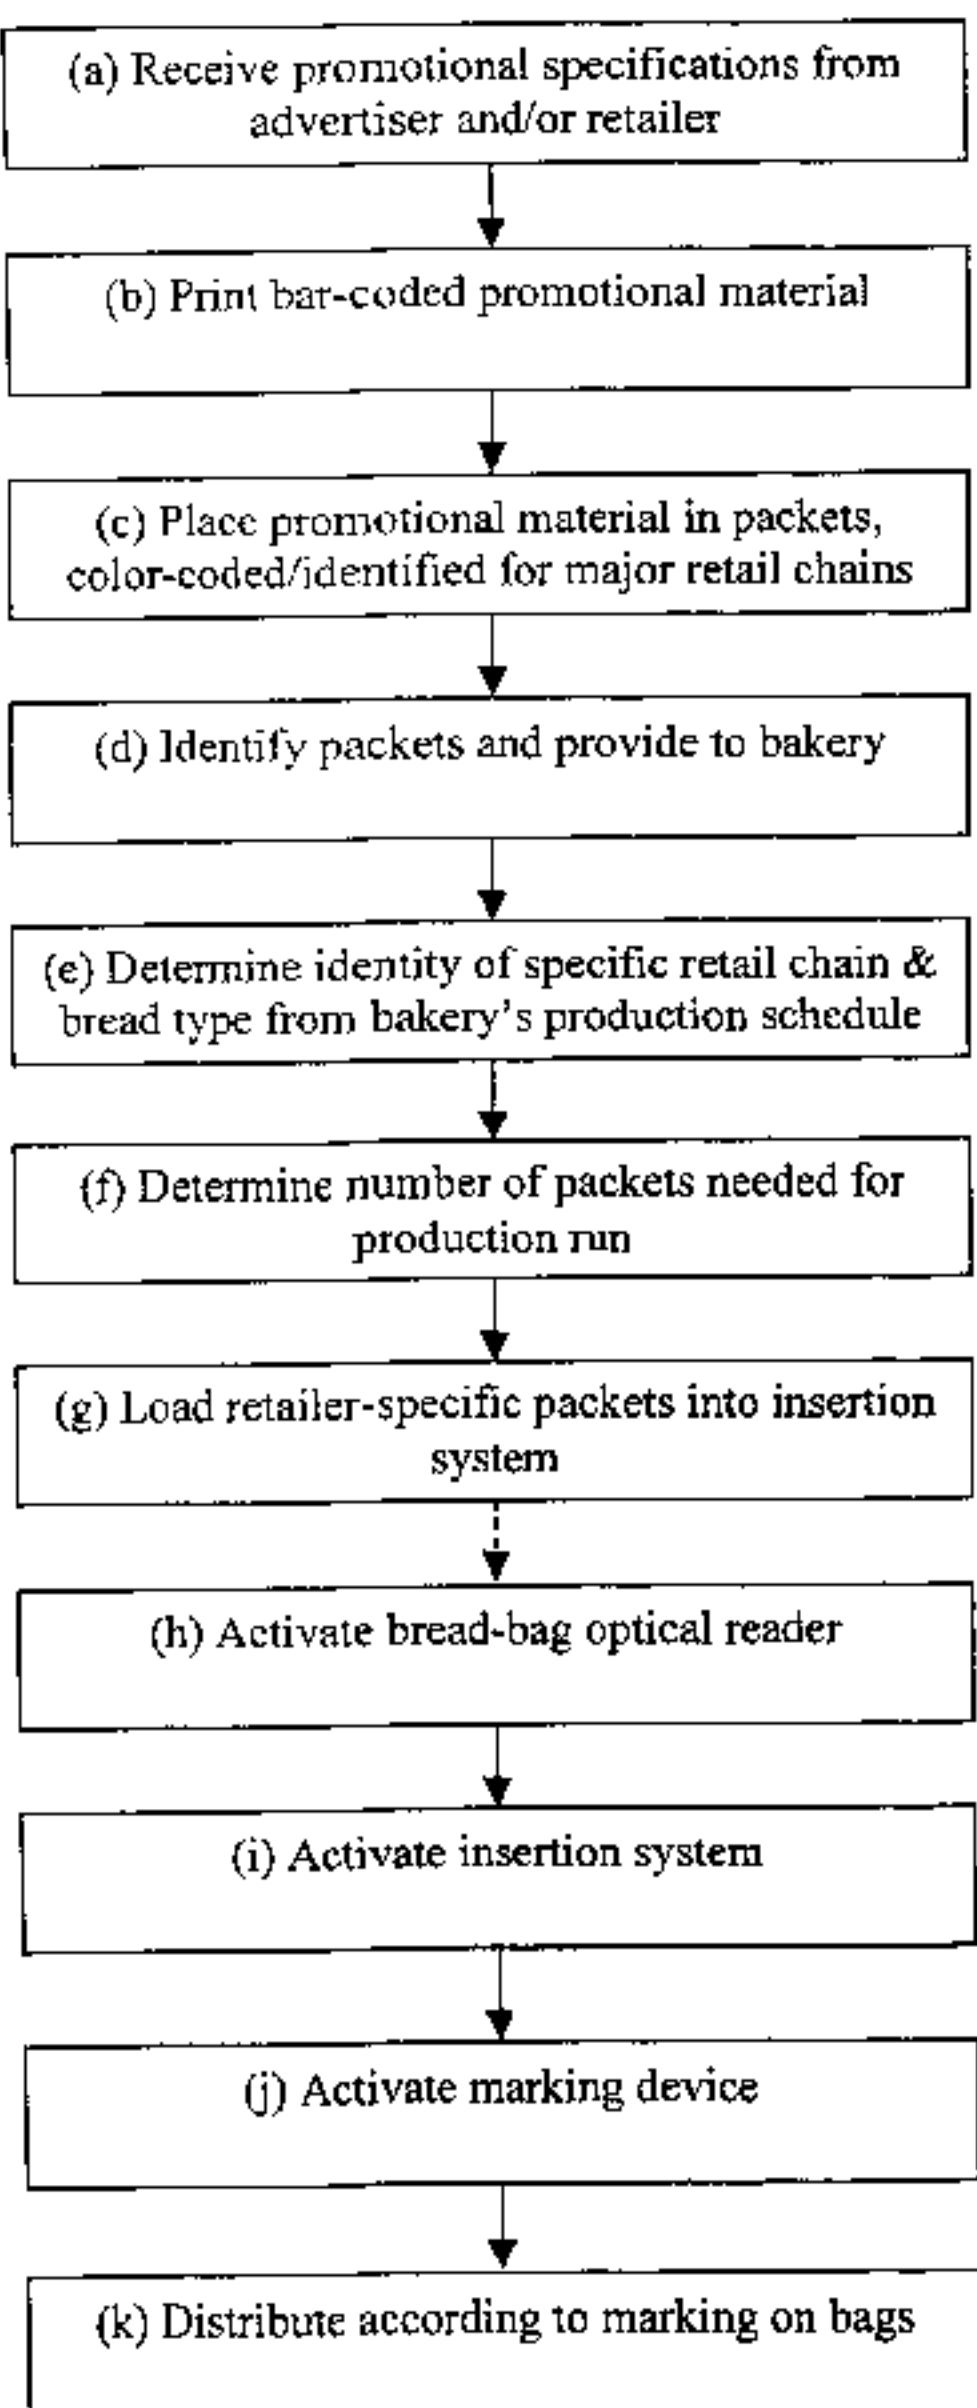 (a) Receive promotional specifications from
advertiser and/or retailer
(b) Print bar-coded promotional material
(c) Place promotional material in packets,
color-coded/identified for major retail chains
(d) Identify packets and provide to bakery
(e) Determine identity of specific retail chain &
bread type from bakery's production schedule
(f) Determine number of packets needed for
production run
(g) Load retailer-specific packets into insertion
system
(h) Activate bread-bag optical reader
(i) Activate insertion system
(j) Activate marking device
(k) Distribute according to marking on bags